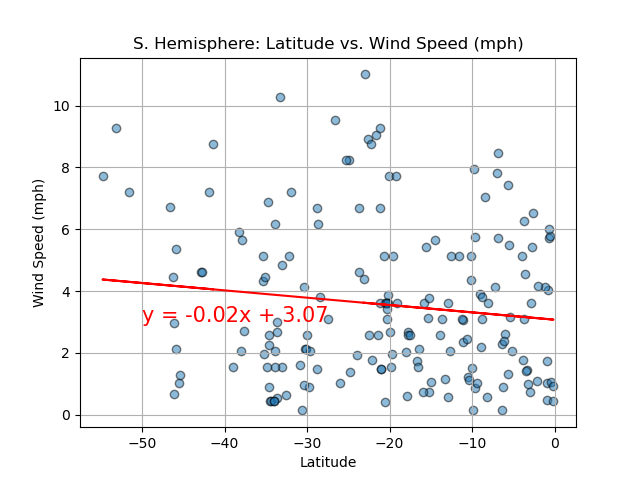 S. Hemisphere: Latitude vs. Wind Speed (mph)
Wind Speed (mph)
10
8
6
4
2
0
y = -0.02x + 3.07
−50 −40 −30 −20 −10 0
Latitude